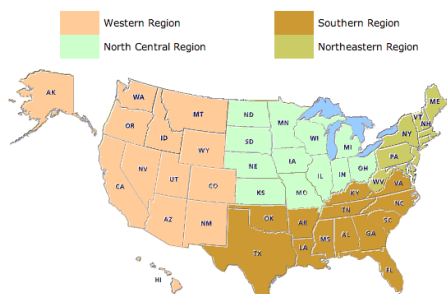 Western Region
Southern Region
North Central Region
Northeastern Region
AK
WA
MT
ND
MN
ME
VT
NH
OR
ID
SD
WI
MI
NY
WY
IA
PA
NV
UT
NE
IL
IN
OH
CA
CO
KS
MO
WV
VA
KY
NC
TN
AZ
NM
OK
AR
SC
MS
AL
GA
TX
LA
FL
HI